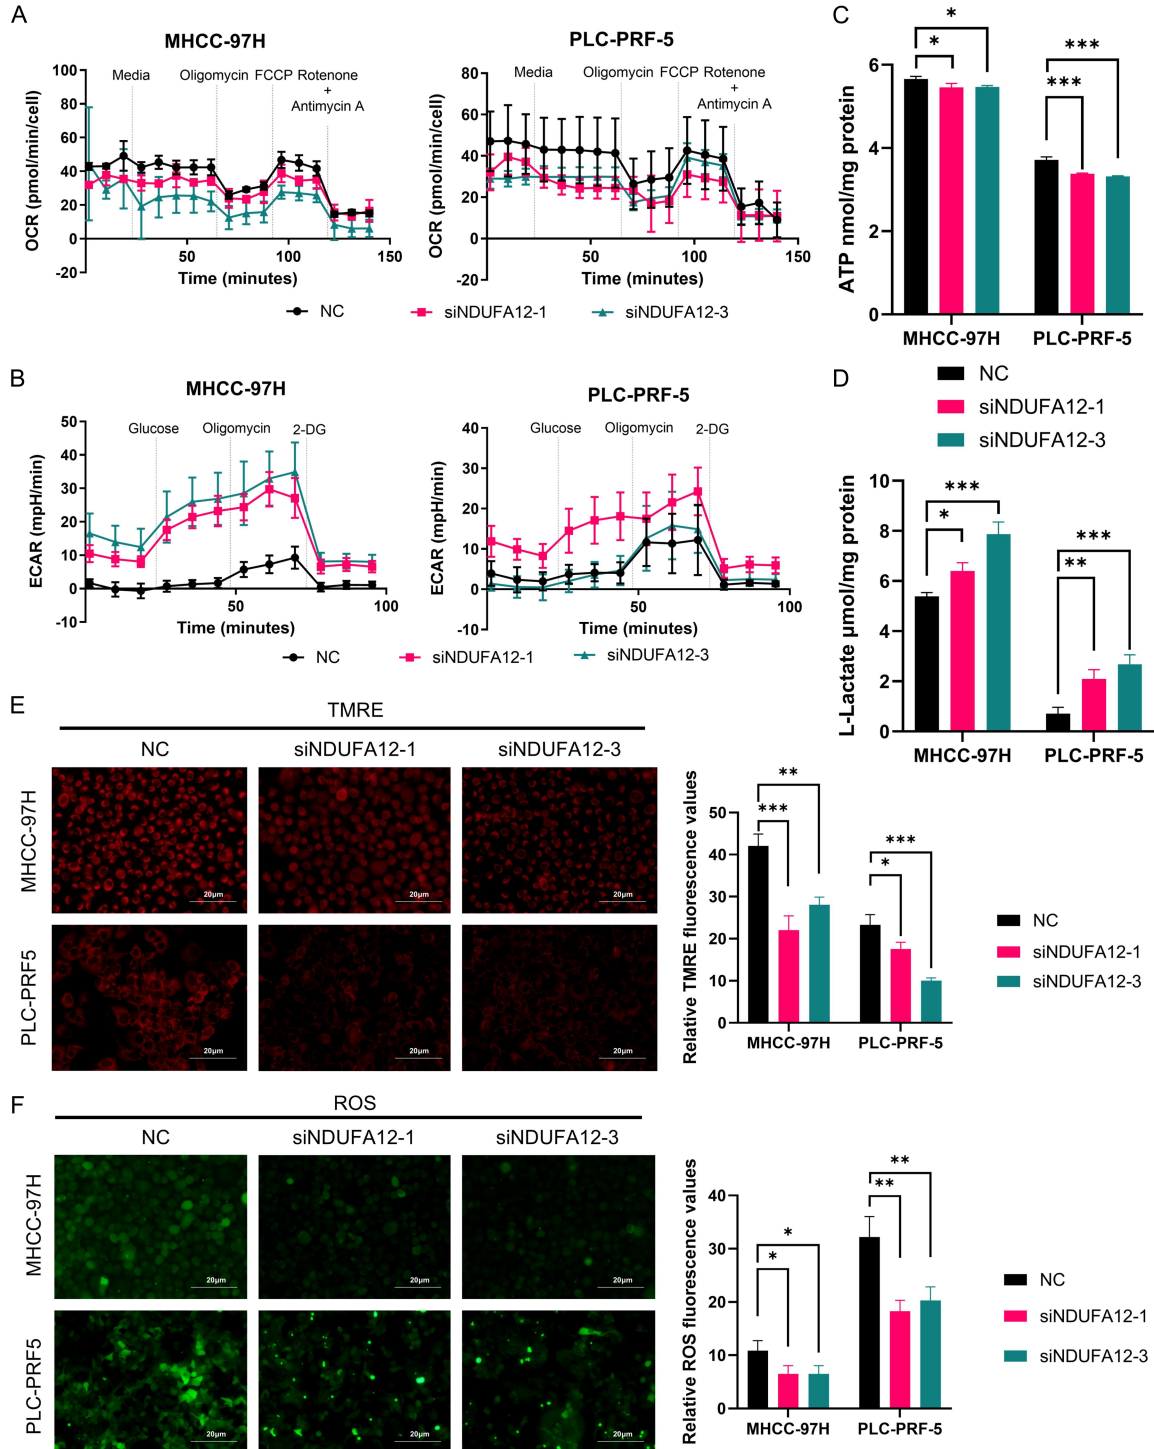 A
MHCC-97H
OCR (pmol/min/cell)
100
80
60
40
20
0
-20
Media
Oligomycin
FCCP
Rotenone
+
Antimycin A
50
100
150
Time (minutes)
PLC-PRF-5
OCR (pmol/min/cell)
80
60
40
20
0
-20
Media
Oligomycin
FCCP
Rotenone
+
Antimycin A
50
100
150
Time (minutes)
NC
siNDUFA12-1
siNDUFA12-3
C
ATP nmol/mg protein
6
4
2
0
*
*
***
***
MHCC-97H
PLC-PRF-5
NC
siNDUFA12-1
siNDUFA12-3
B
MHCC-97H
ECAR (mpH/min)
50
40
30
20
10
0
-10
Glucose
Oligomycin
2-DG
50
100
Time (minutes)
PLC-PRF-5
ECAR (mpH/min)
40
30
20
10
0
-10
Glucose
Oligomycin
2-DG
50
100
Time (minutes)
NC
siNDUFA12-1
siNDUFA12-3
D
L-Lactate μmol/mg protein
10
8
6
4
2
0
***
*
***
**
MHCC-97H
PLC-PRF-5
E
TMRE
NC
siNDUFA12-1
siNDUFA12-3
MHCC-97H
20μm
20μm
20μm
PLC-PRF5
20μm
20μm
20μm
Relative TMRE fluorescence values
50
40
30
20
10
0
**
***
***
*
MHCC-97H
PLC-PRF-5
NC
siNDUFA12-1
siNDUFA12-3
F
ROS
NC
siNDUFA12-1
siNDUFA12-3
MHCC-97H
20μm
20μm
20μm
PLC-PRF5
20μm
20μm
20μm
Relative ROS fluorescence values
40
30
20
10
0
*
*
**
**
MHCC-97H
PLC-PRF-5
NC
siNDUFA12-1
siNDUFA12-3